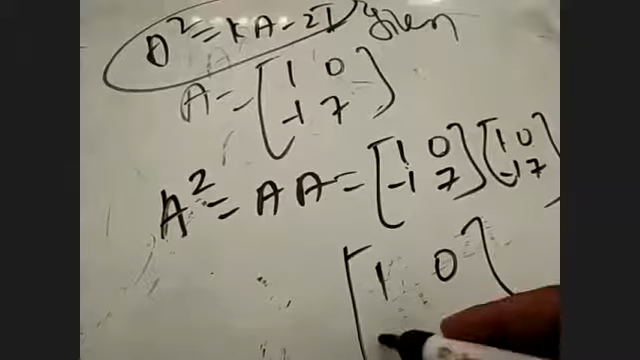 A² = KA - 2I given
A = [1 0
-1 7]
A² = AA = [1 0
-1 7] [1 0
-1 7]
[1 0]